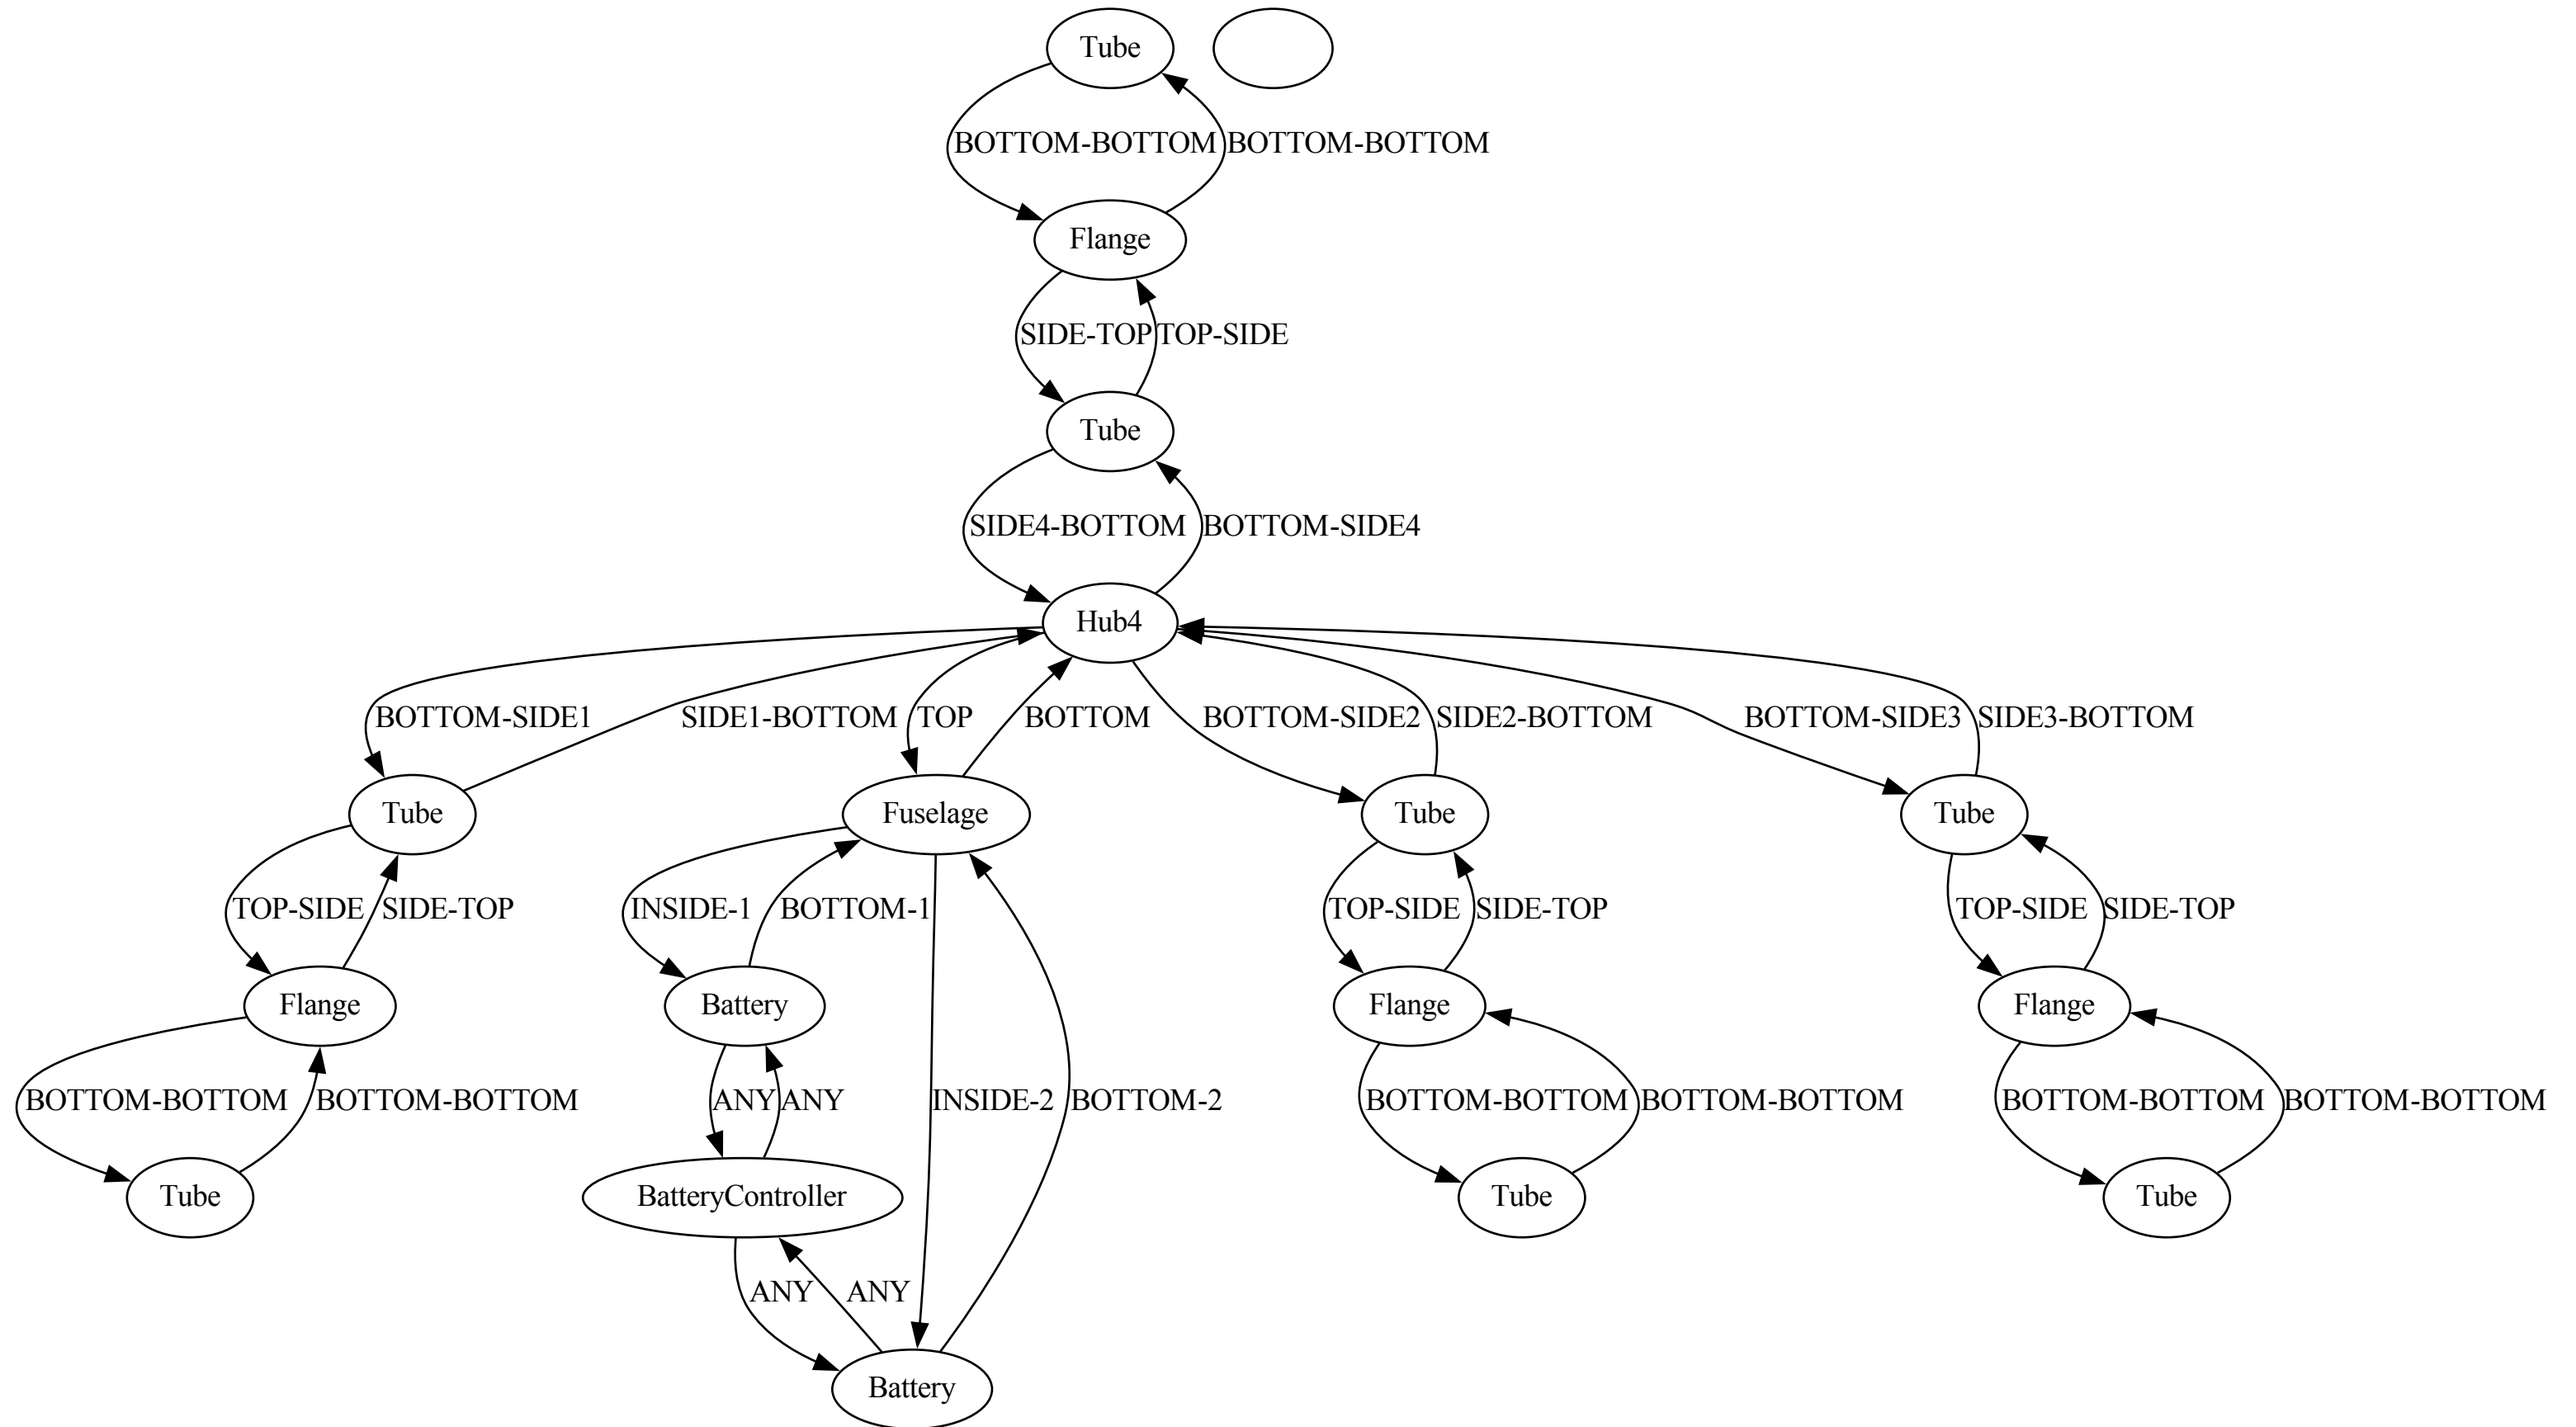 Tube
BOTTOM-BOTTOM
BOTTOM-BOTTOM
Flange
SIDE-TOP
TOP-SIDE
Tube
SIDE4-BOTTOM
BOTTOM-SIDE4
Hub4
BOTTOM-SIDE1
SIDE1-BOTTOM
TOP
BOTTOM
BOTTOM-SIDE2
SIDE2-BOTTOM
BOTTOM-SIDE3
SIDE3-BOTTOM
Tube
Fuselage
Tube
Tube
TOP-SIDE
SIDE-TOP
INSIDE-1
BOTTOM-1
TOP-SIDE
SIDE-TOP
TOP-SIDE
SIDE-TOP
Flange
Battery
Flange
Flange
BOTTOM-BOTTOM
BOTTOM-BOTTOM
ANY
ANY
INSIDE-2
BOTTOM-2
BOTTOM-BOTTOM
BOTTOM-BOTTOM
BOTTOM-BOTTOM
BOTTOM-BOTTOM
Tube
BatteryController
Tube
Tube
ANY
ANY
Battery